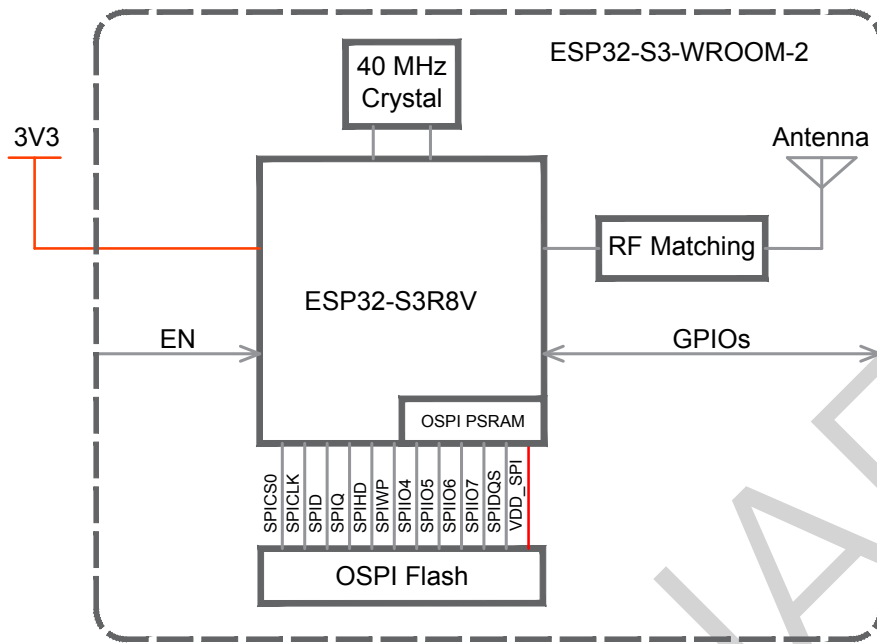 ESP32-S3-WROOM-2
40 MHz
Crystal
3V3
Antenna
RF Matching
ESP32-S3R8V
EN
GPIOs
OSPI PSRAM
SPICS0
SPICLK
SPID
SPIQ
SPIHD
SPIWP
SPIIO4
SPIIO5
SPIIO6
SPIIO7
SPIDQS
VDD_SPI
OSPI Flash